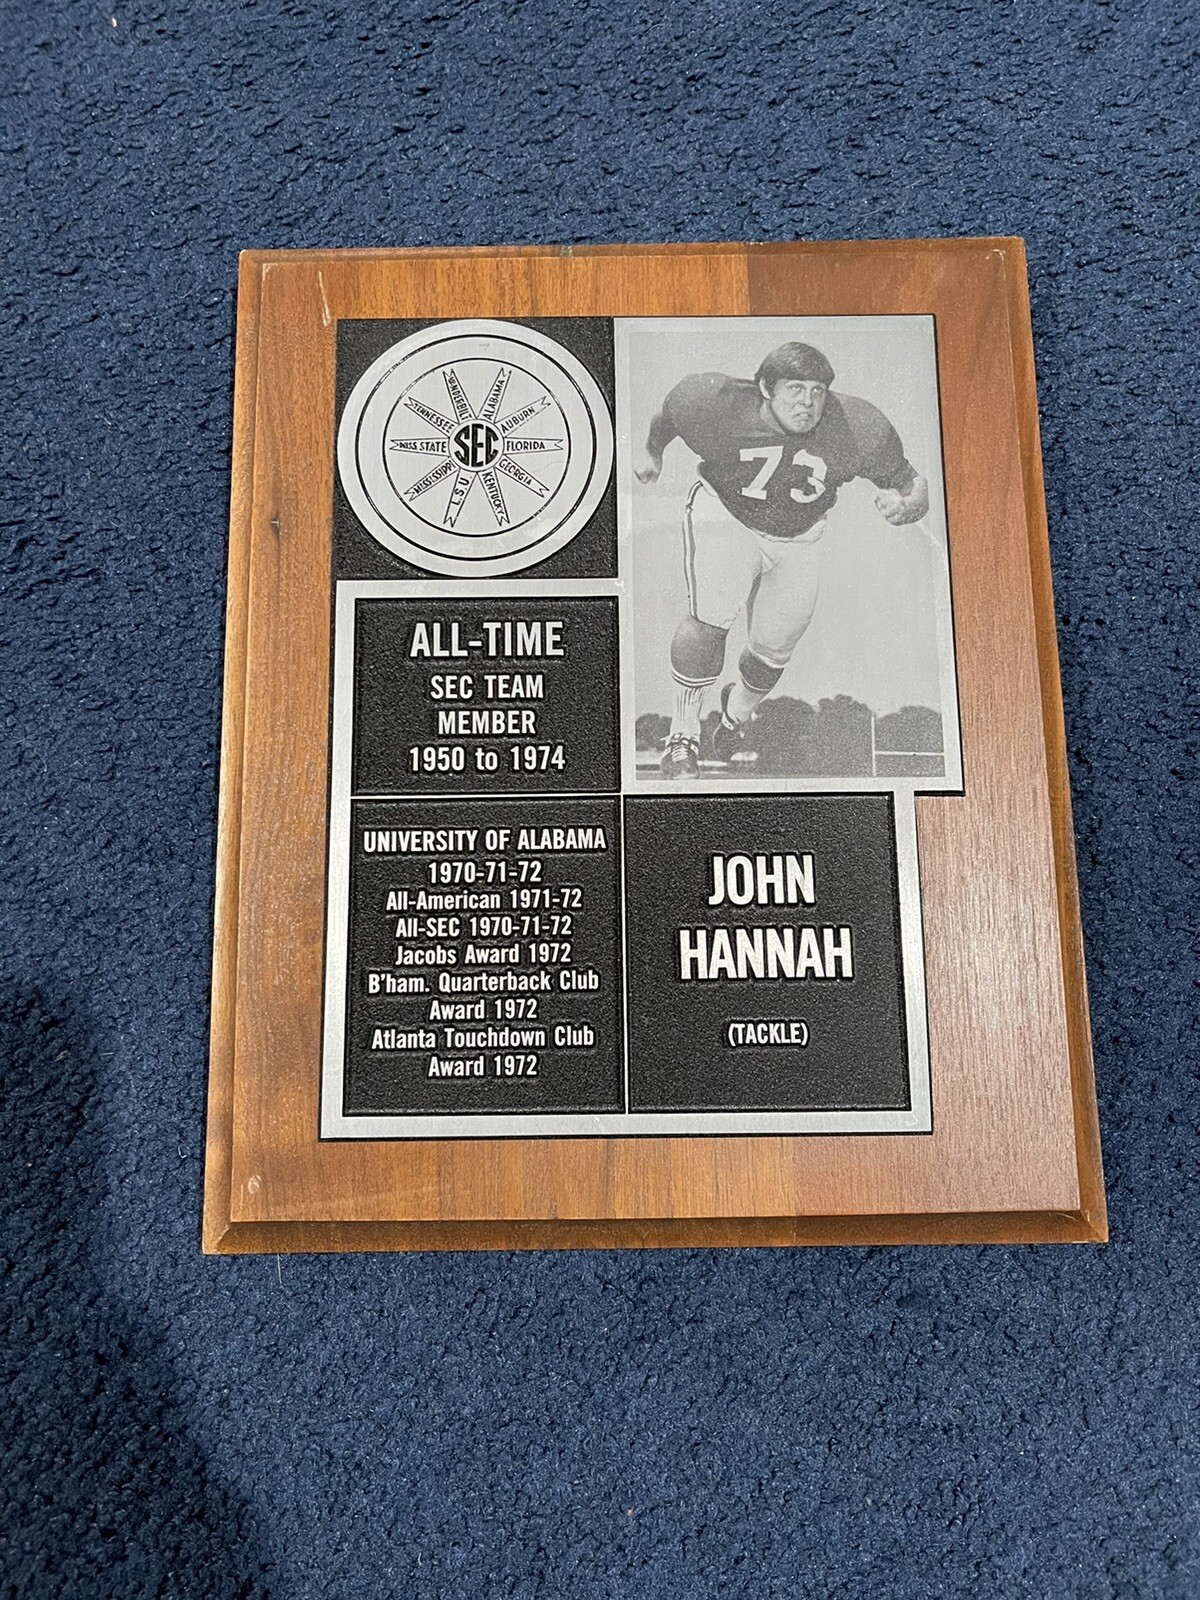 SEC
ALABAMA
AUBURN
FLORIDA
GEORGIA
KENTUCKY
L.S.U
MISSISSIPPI
MISS STATE
TENNESSEE
VANDERBILT
73
ALL-TIME
SEC TEAM
MEMBER
1950 to 1974
UNIVERSITY OF ALABAMA
1970-71-72
All-American 1971-72
All-SEC 1970-71-72
Jacobs Award 1972
B'ham. Quarterback Club
Award 1972
Atlanta Touchdown Club
Award 1972
JOHN
HANNAH
(TACKLE)